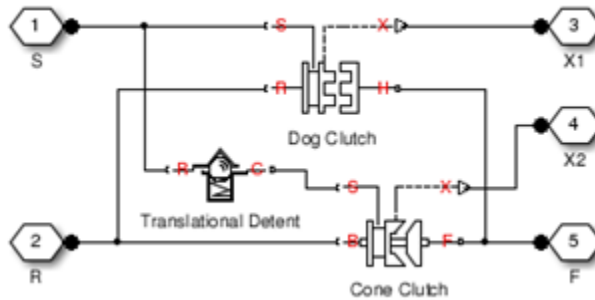 1 S X 3
S X1
R H
Dog Clutch
4
R C S X X2
Translational Detent
2 B F 5
R F
Cone Clutch